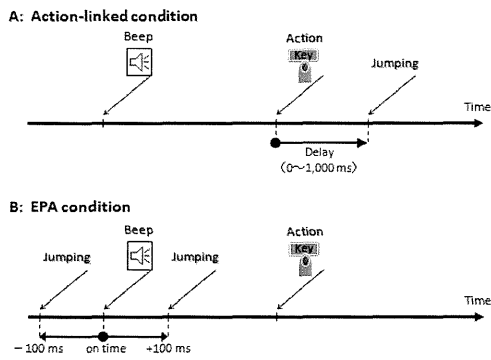 A: Action-linked condition
Beep
Action
Key
Jumping
Time
Delay
(0〜1,000 ms)
B: EPA condition
Beep
Action
Jumping
Jumping
Key
Time
−100 ms on time +100 ms